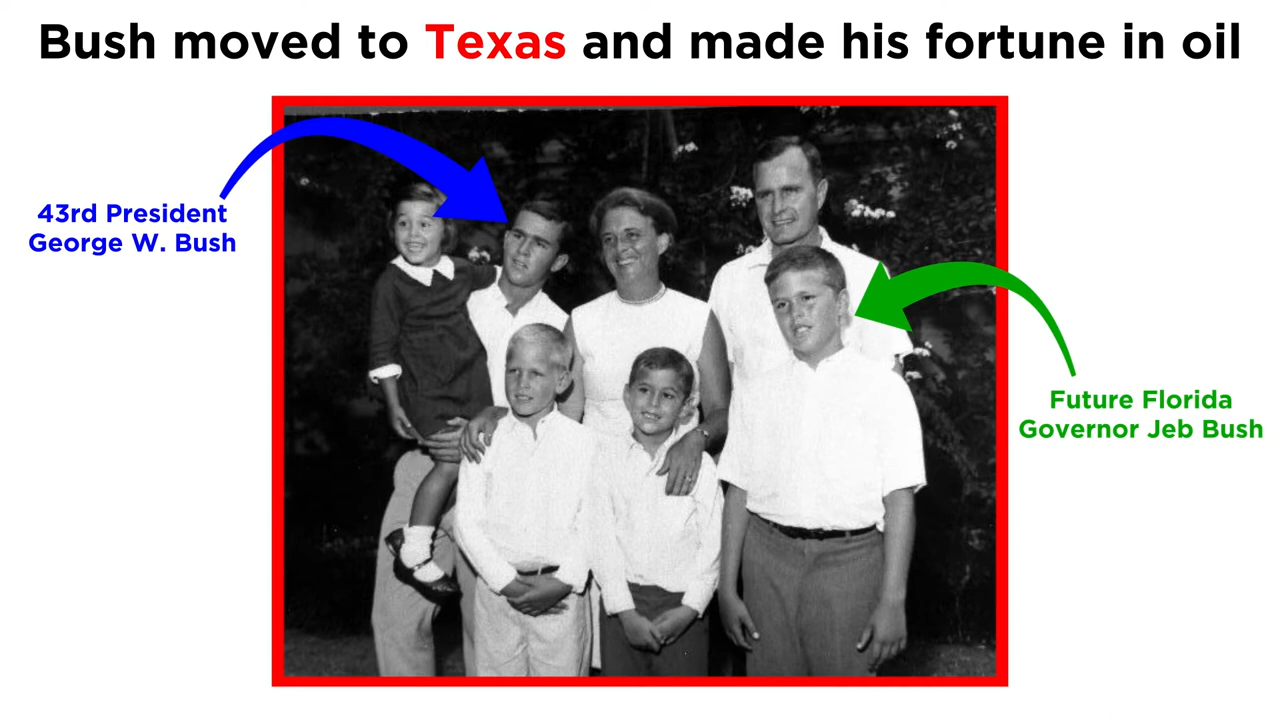 Bush moved to Texas and made his fortune in oil
43rd President
George W. Bush
Future Florida
Governor Jeb Bush